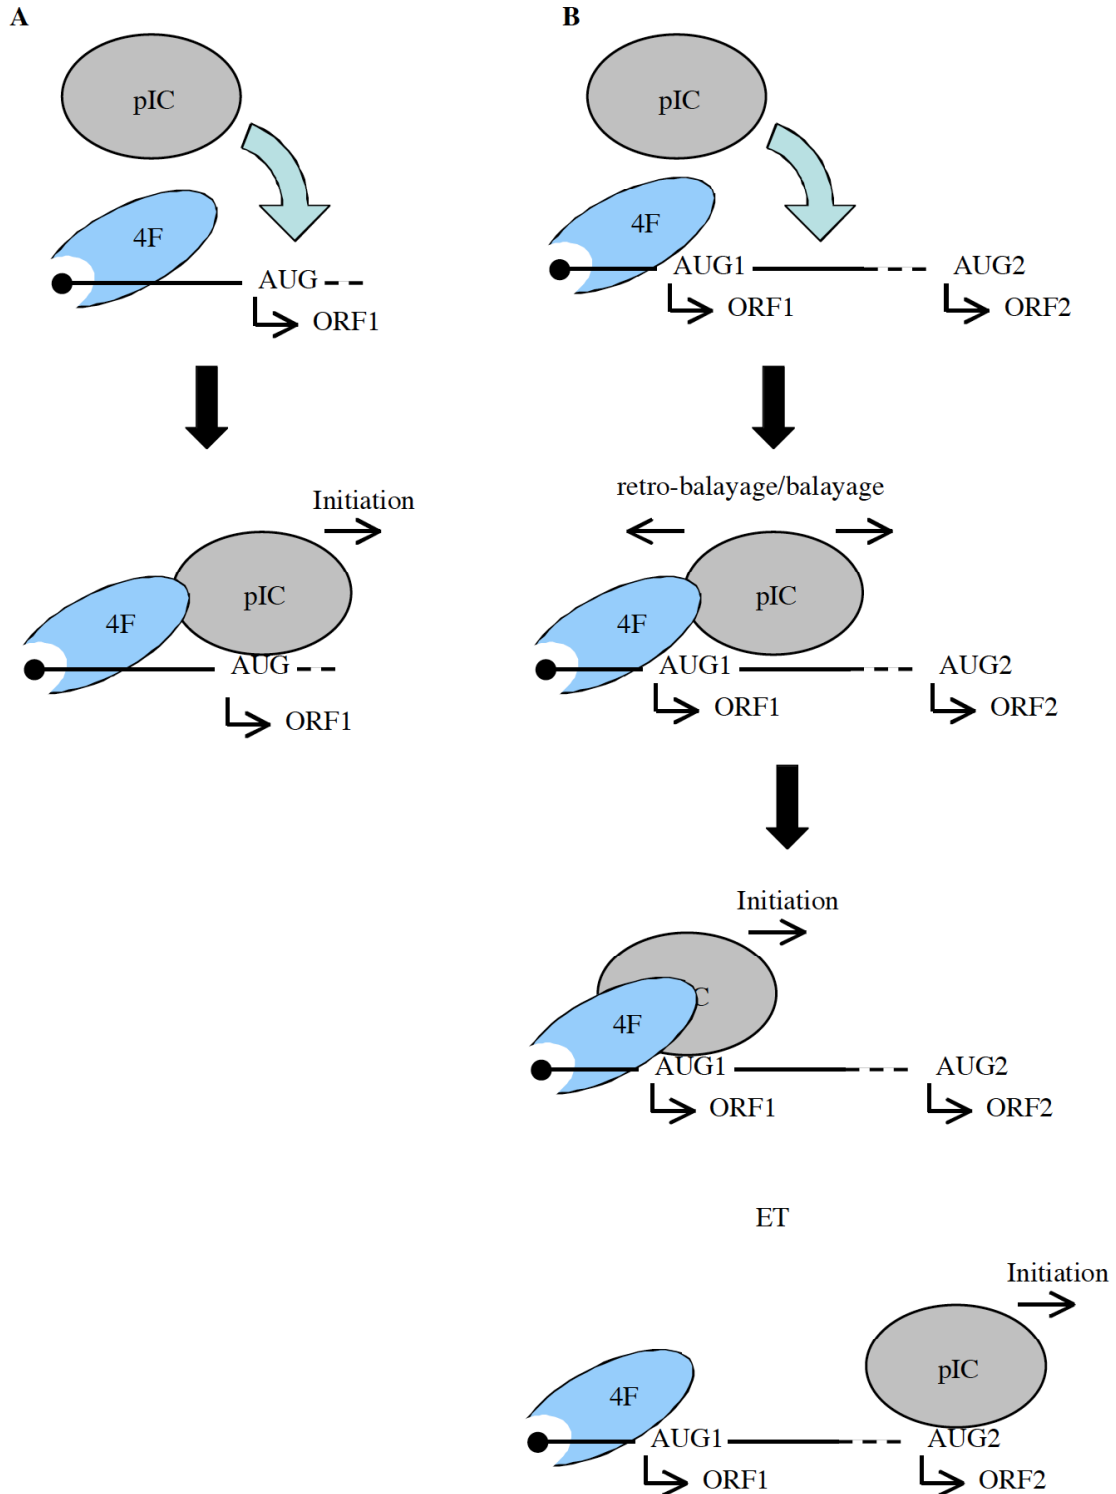 A
pIC
4F
AUG
ORF1
Initiation
pIC
4F
AUG
ORF1
B
pIC
4F
AUG1
AUG2
ORF1
ORF2
retro-balayage/balayage
pIC
4F
AUG1
AUG2
ORF1
ORF2
Initiation
C
4F
AUG1
AUG2
ORF1
ORF2
ET
Initiation
pIC
4F
AUG1
AUG2
ORF1
ORF2